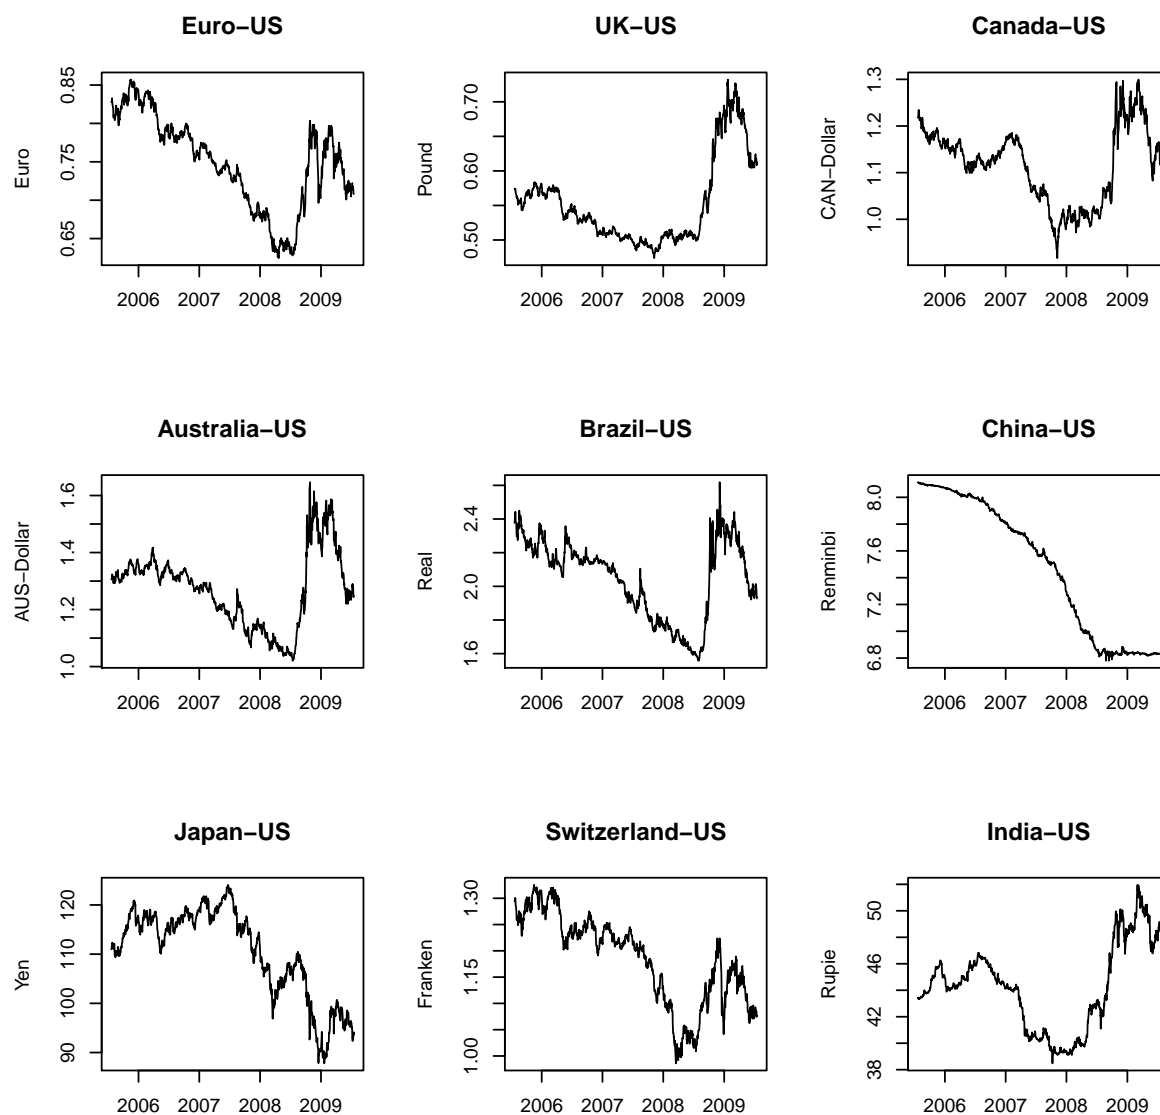 Euro−US
Euro
0.65 0.75 0.85
2006 2007 2008 2009
UK−US
Pound
0.50 0.60 0.70
2006 2007 2008 2009
Canada−US
CAN−Dollar
1.0 1.1 1.2 1.3
2006 2007 2008 2009
Australia−US
AUS−Dollar
1.0 1.2 1.4 1.6
2006 2007 2008 2009
Brazil−US
Real
1.6 2.0 2.4
2006 2007 2008 2009
China−US
Renminbi
6.8 7.2 7.6 8.0
2006 2007 2008 2009
Japan−US
Yen
90 100 110 120
2006 2007 2008 2009
Switzerland−US
Franken
1.00 1.15 1.30
2006 2007 2008 2009
India−US
Rupie
38 42 46 50
2006 2007 2008 2009